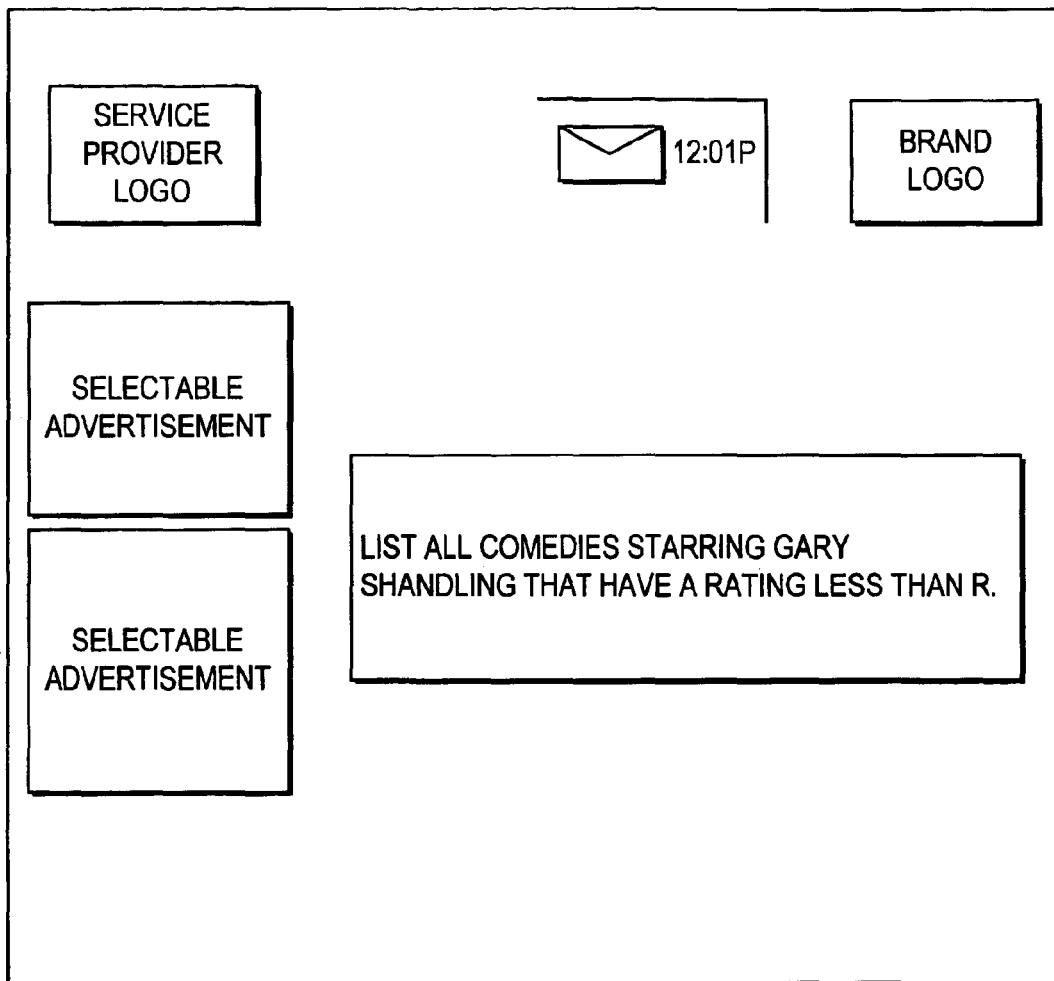 SERVICE
PROVIDER
LOGO
12:01P
BRAND
LOGO
SELECTABLE
ADVERTISEMENT
LIST ALL COMEDIES STARRING GARY
SHANDLING THAT HAVE A RATING LESS THAN R.
SELECTABLE
ADVERTISEMENT